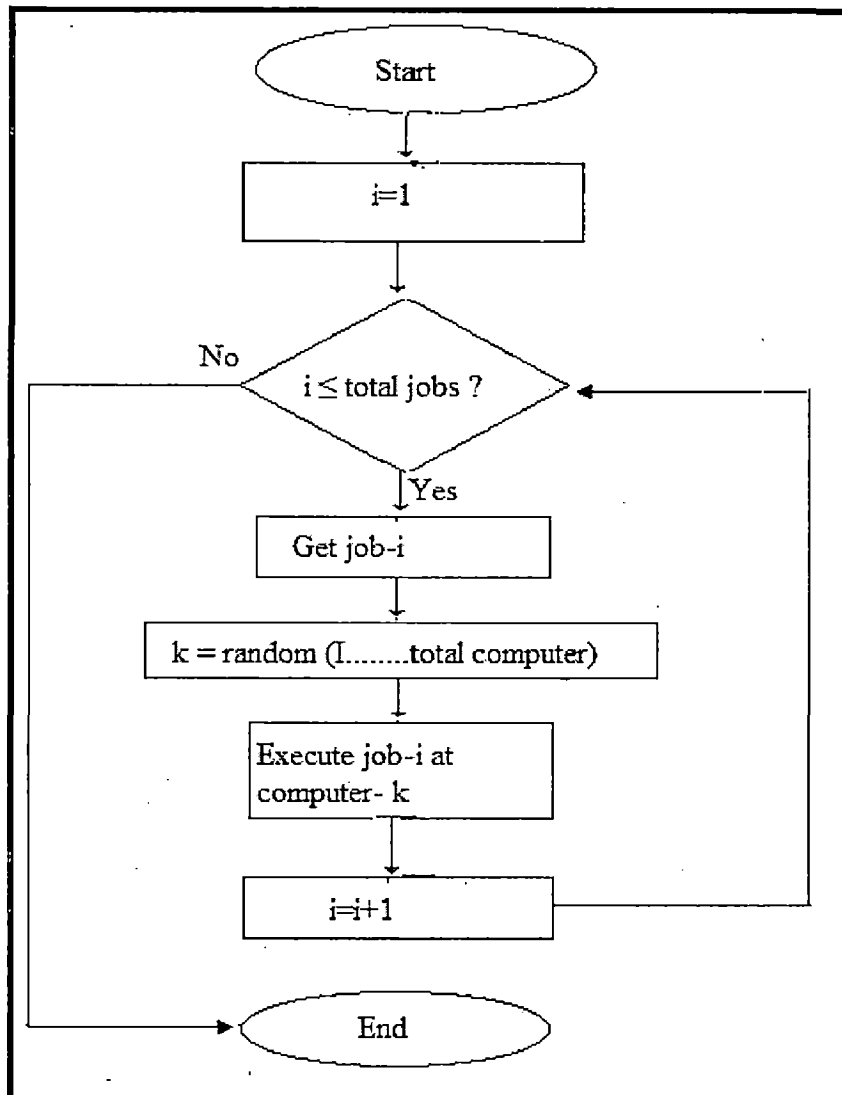 Start
i=1
No
i ≤ total jobs ?
Yes
Get job-i
k = random (I........total computer)
Execute job-i at
computer- k
i=i+1
End